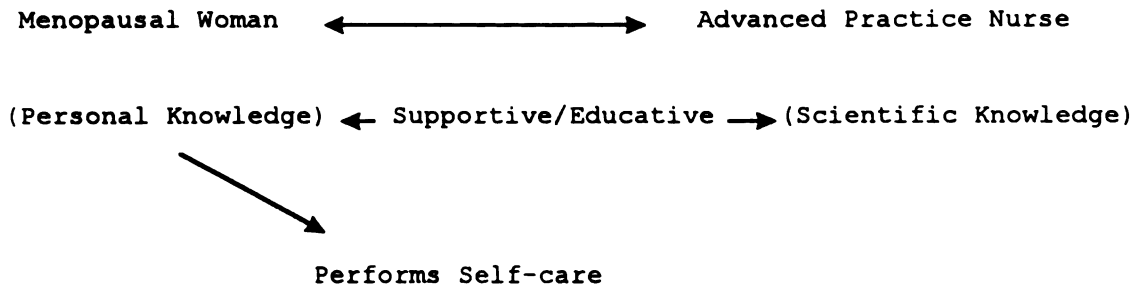 Menopausal Woman Advanced Practice Nurse
(Personal Knowledge) Supportive/Educative (Scientific Knowledge)
Performs Self-care